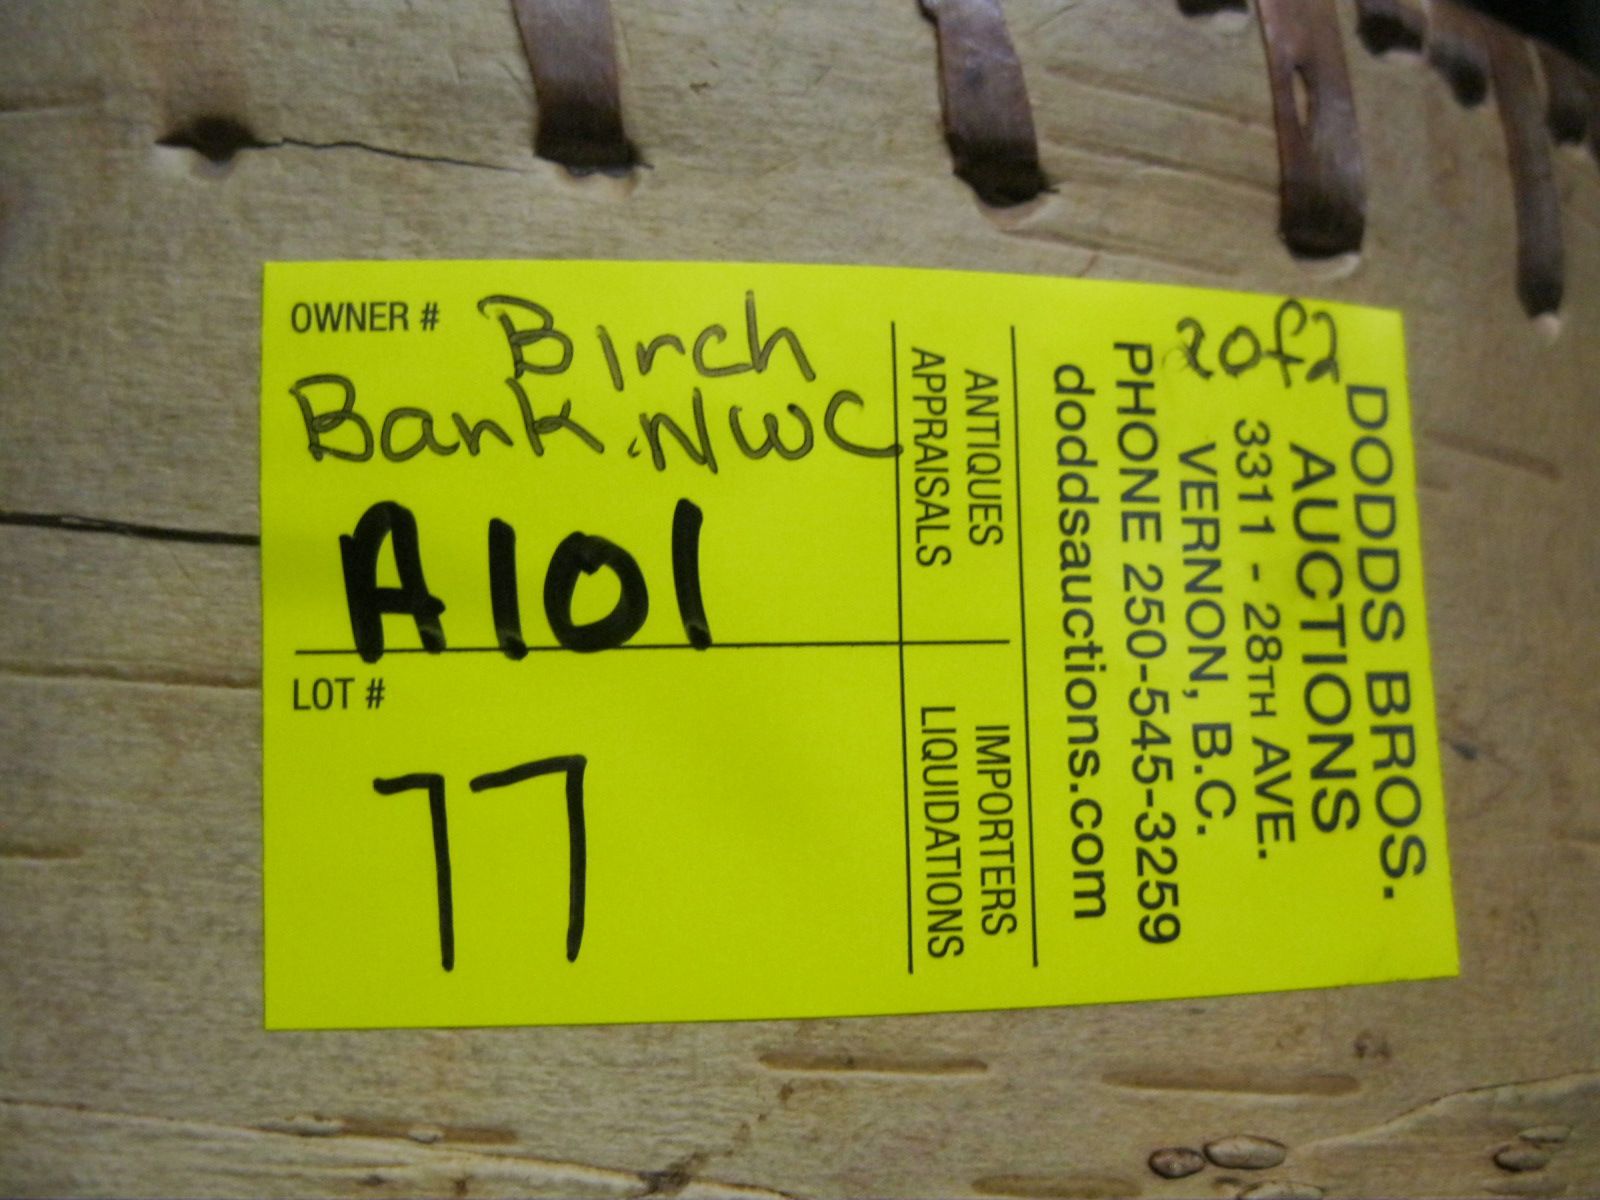 DODDS BROS.
AUCTIONS
3311 - 28TH AVE.
VERNON, B.C.
PHONE 250-545-3259
doddsauctions.com
2 of 2
ANTIQUES
APPRAISALS
IMPORTERS
LIQUIDATIONS
OWNER # Birch
Bank.NWC
A101
LOT #
77